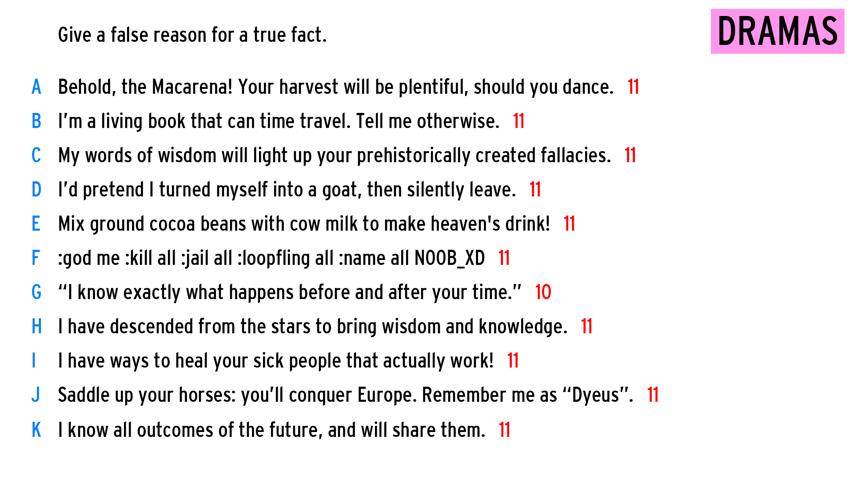 Give a false reason for a true fact.
DRAMAS
A Behold, the Macarena! Your harvest will be plentiful, should you dance. 11
B I'm a living book that can time travel. Tell me otherwise. 11
C My words of wisdom will light up your prehistorically created fallacies. 11
D I'd pretend I turned myself into a goat, then silently leave. 11
E Mix ground cocoa beans with cow milk to make heaven's drink! 11
F :god me :kill all :jail all :loopfling all :name all N00B_XD 11
G “I know exactly what happens before and after your time.” 10
H I have descended from the stars to bring wisdom and knowledge. 11
I I have ways to heal your sick people that actually work! 11
J Saddle up your horses: you'll conquer Europe. Remember me as “Dyeus”. 11
K I know all outcomes of the future, and will share them. 11